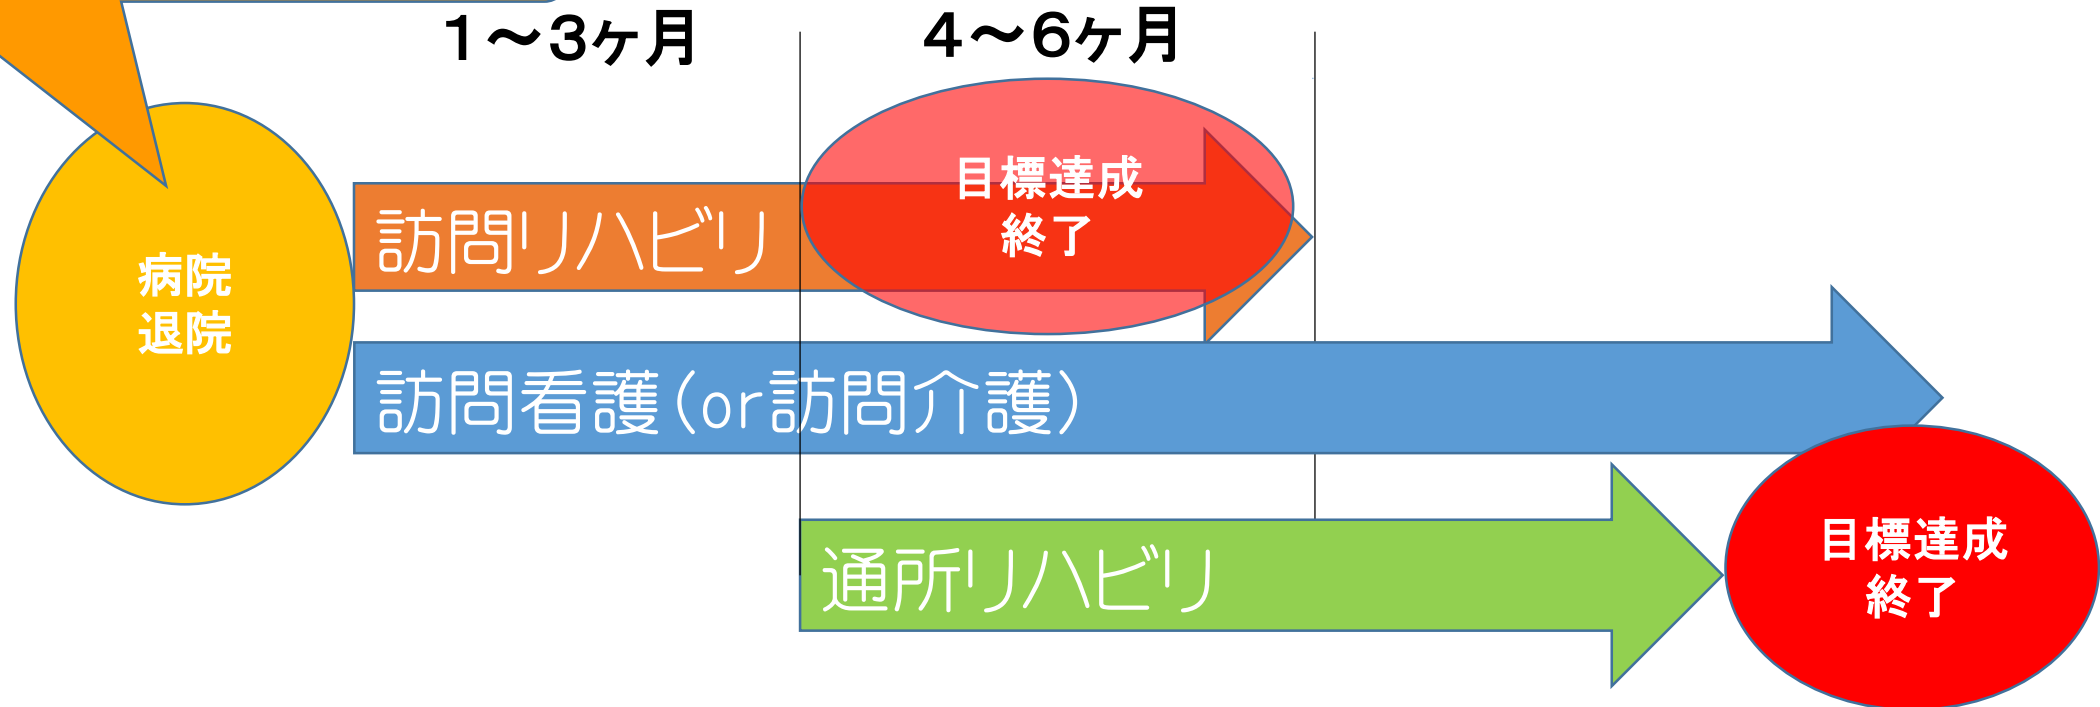 1～3ヶ月
4～6ヶ月
目標達成
終了
訪問リハビリ
病院
退院
訪問看護（or訪問介護）
通所リハビリ
目標達成
終了